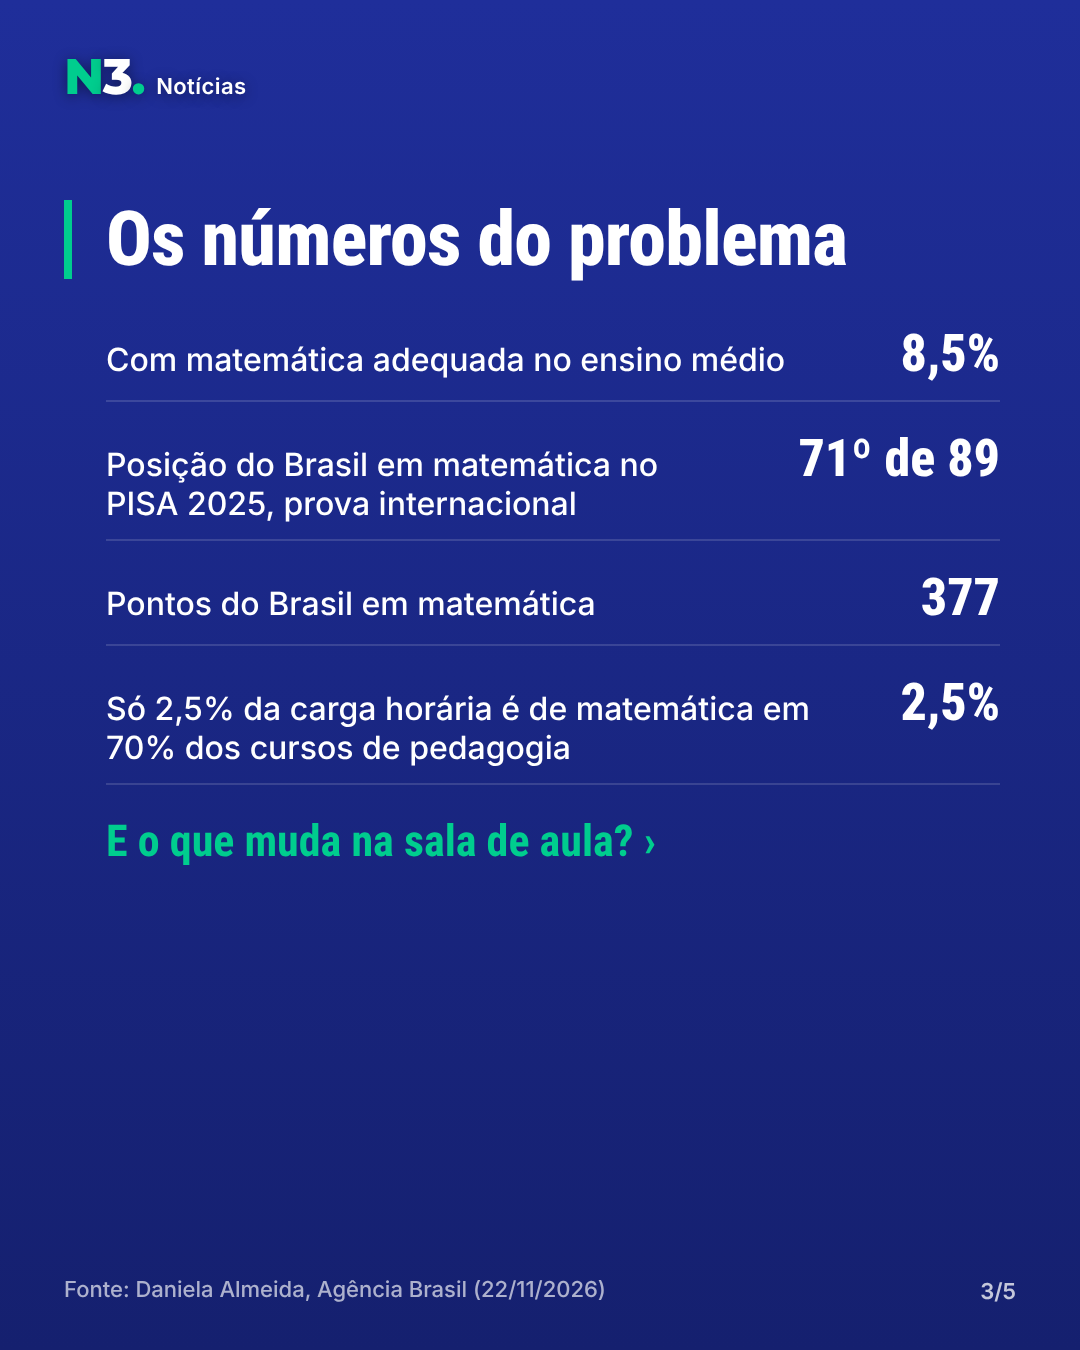 N3. Notícias
Os números do problema
Com matemática adequada no ensino médio 8,5%
Posição do Brasil em matemática no 71º de 89
PISA 2025, prova internacional
Pontos do Brasil em matemática 377
Só 2,5% da carga horária é de matemática em 2,5%
70% dos cursos de pedagogia
E o que muda na sala de aula? ›
Fonte: Daniela Almeida, Agência Brasil (22/11/2026) 3/5